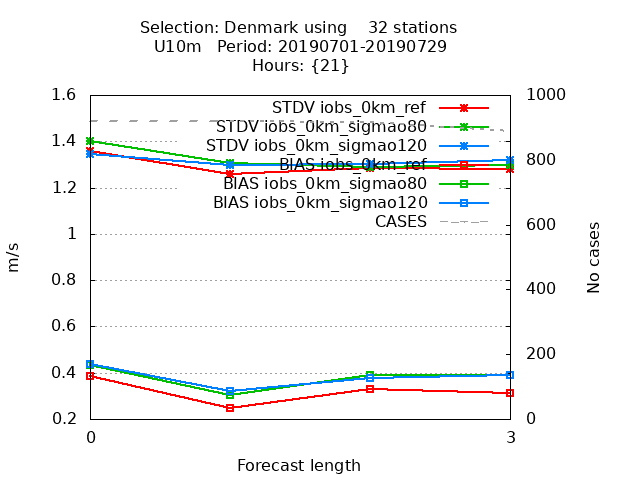 Selection: Denmark using 32 stations
U10m Period: 20190701-20190729
Hours: {21}
1.6
1.4
1.2
1
0.8
0.6
0.4
0.2
m/s
1000
800
600
400
200
0
No cases
STDV iobs_0km_ref
STDV iobs_0km_sigmao80
STDV iobs_0km_sigmao120
BIAS iobs_0km_ref
BIAS iobs_0km_sigmao80
BIAS iobs_0km_sigmao120
CASES
0
3
Forecast length